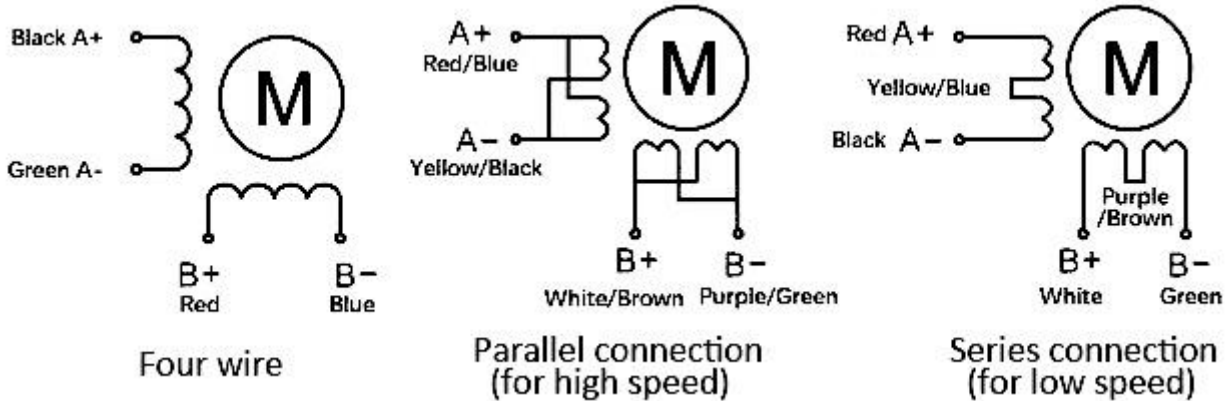 Black A+
M
Green A-
B+
Red
B-
Blue
Four wire
A+
Red/Blue
M
A-
Yellow/Black
B+
White/Brown
B-
Purple/Green
Parallel connection
(for high speed)
Red A+
M
Yellow/Blue
Black A-
Purple
/Brown
B+
White
B-
Green
Series connection
(for low speed)